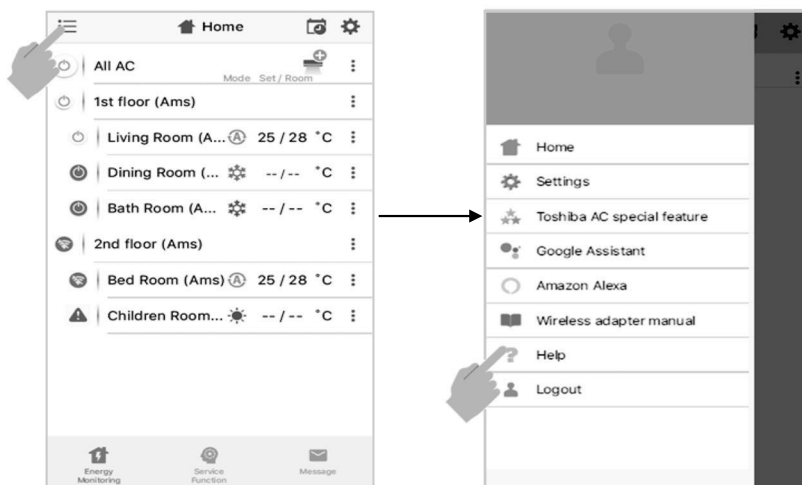 Home
All AC
Mode Set / Room
1st floor (Ams)
Living Room (A... 25 / 28 °C
Dining Room (... -- / -- °C
Bath Room (A... -- / -- °C
2nd floor (Ams)
Bed Room (Ams) 25 / 28 °C
Children Room... -- / -- °C
Energy
Monitoring
Service
Function
Message
Home
Settings
Toshiba AC special feature
Google Assistant
Amazon Alexa
Wireless adapter manual
Help
Logout